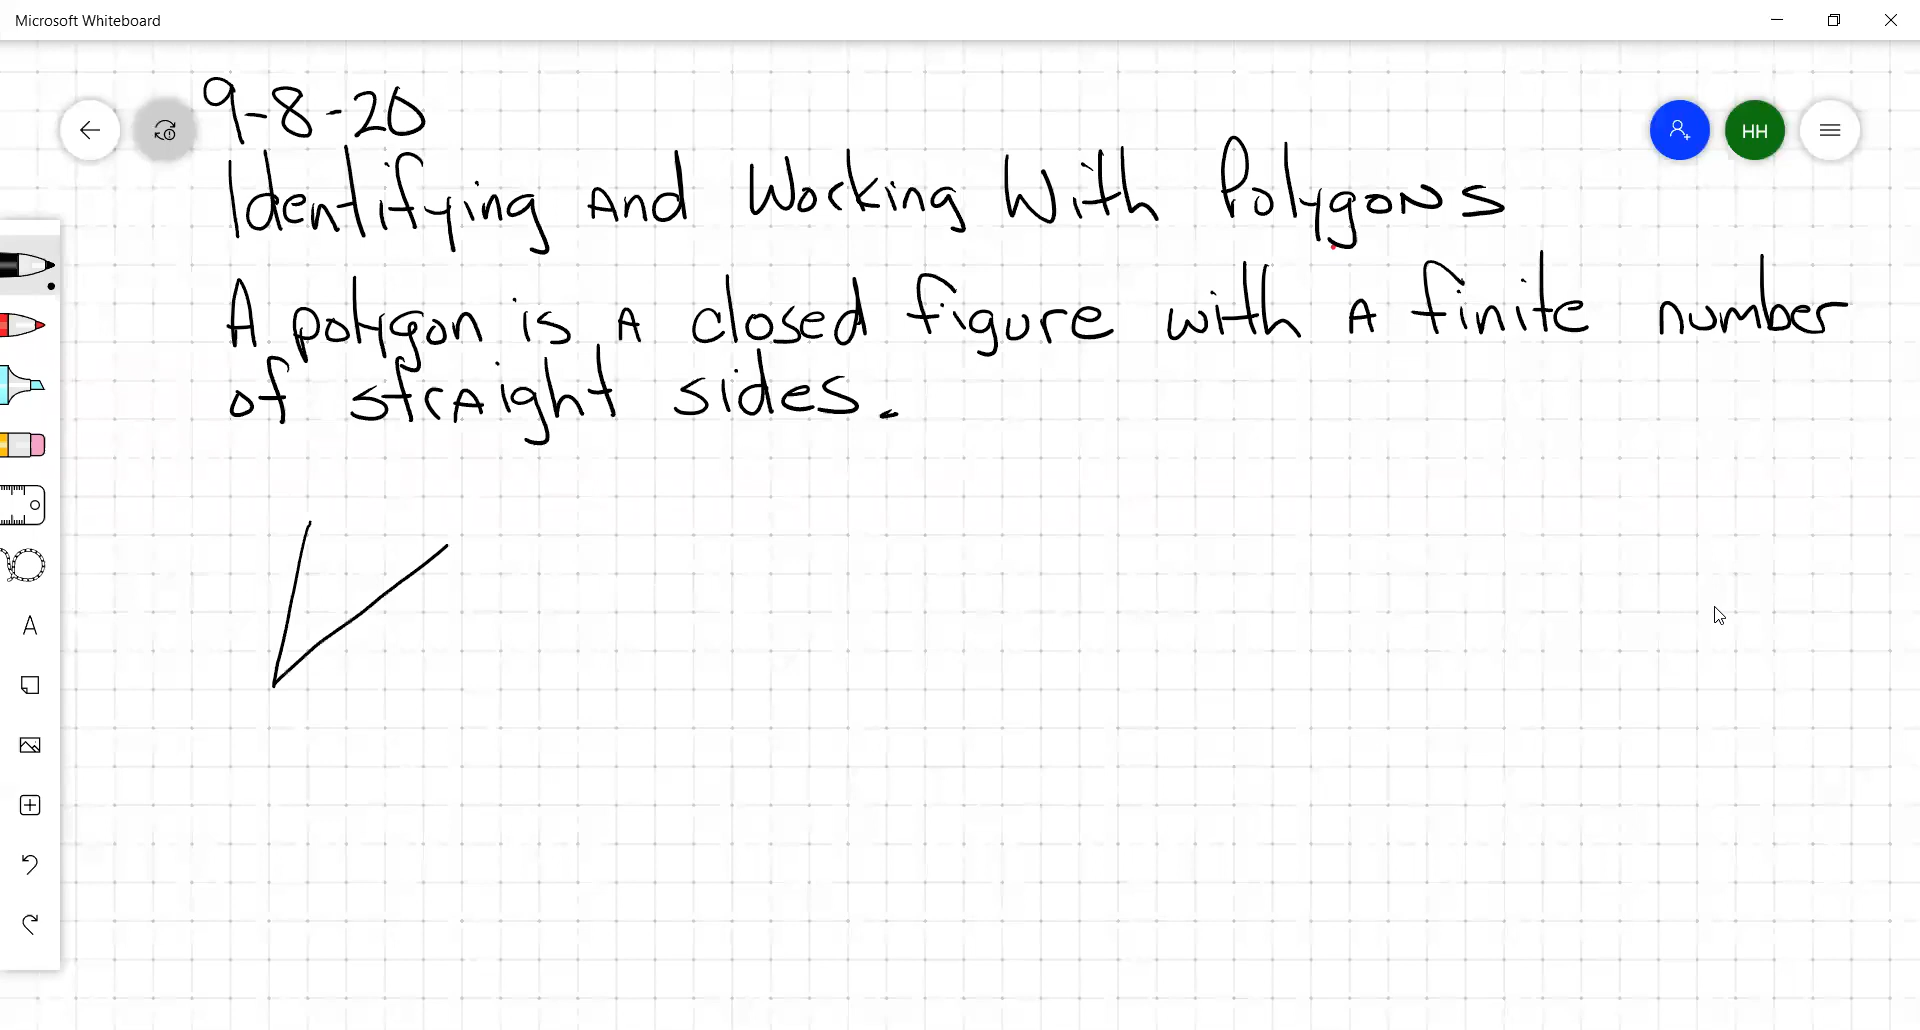 Microsoft Whiteboard
9-8-20
HH
Identifying And Working With Polygons
A polygon is A closed figure with A finite number
of strAight sides.
A